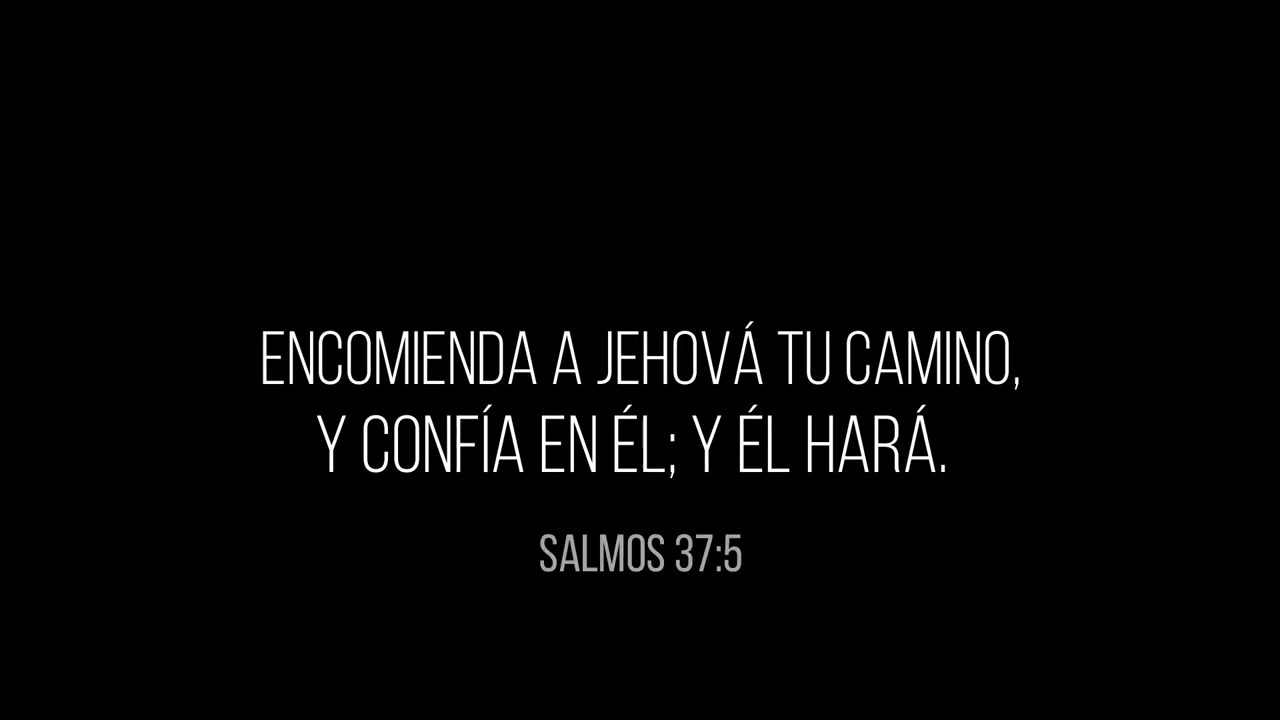 ENCOMIENDA A JEHOVÁ TU CAMINO,
Y CONFÍA EN ÉL; Y ÉL HARÁ.
SALMOS 37:5